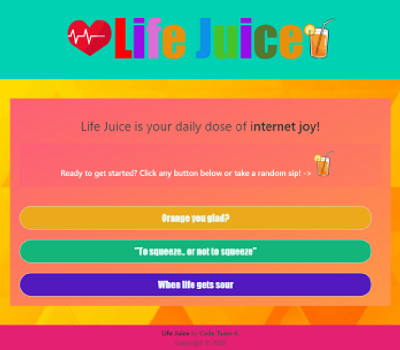 Life Juice
Life Juice is your daily dose of internet joy!
Ready to get started? Click any button below or take a random sip! ->
Orange you glad?
"To squeeze.. or not to squeeze"
When life gets sour
Life Juice by Code Team 4.
Copyright © 2020